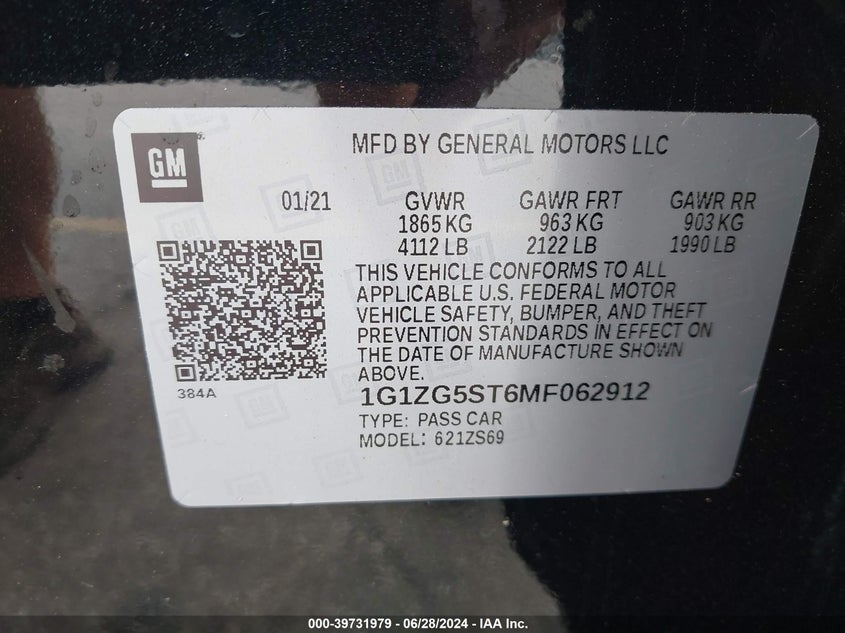 GM
MFD BY GENERAL MOTORS LLC
01/21 GVWR GAWR FRT GAWR RR
1865 KG 963 KG 903 KG
4112 LB 2122 LB 1990 LB
THIS VEHICLE CONFORMS TO ALL
APPLICABLE U.S. FEDERAL MOTOR
VEHICLE SAFETY, BUMPER, AND THEFT
PREVENTION STANDARDS IN EFFECT ON
THE DATE OF MANUFACTURE SHOWN
ABOVE.
384A
1G1ZG5ST6MF062912
TYPE: PASS CAR
MODEL: 621ZS69
000-39731979 - 06/28/2024 - IAA Inc.